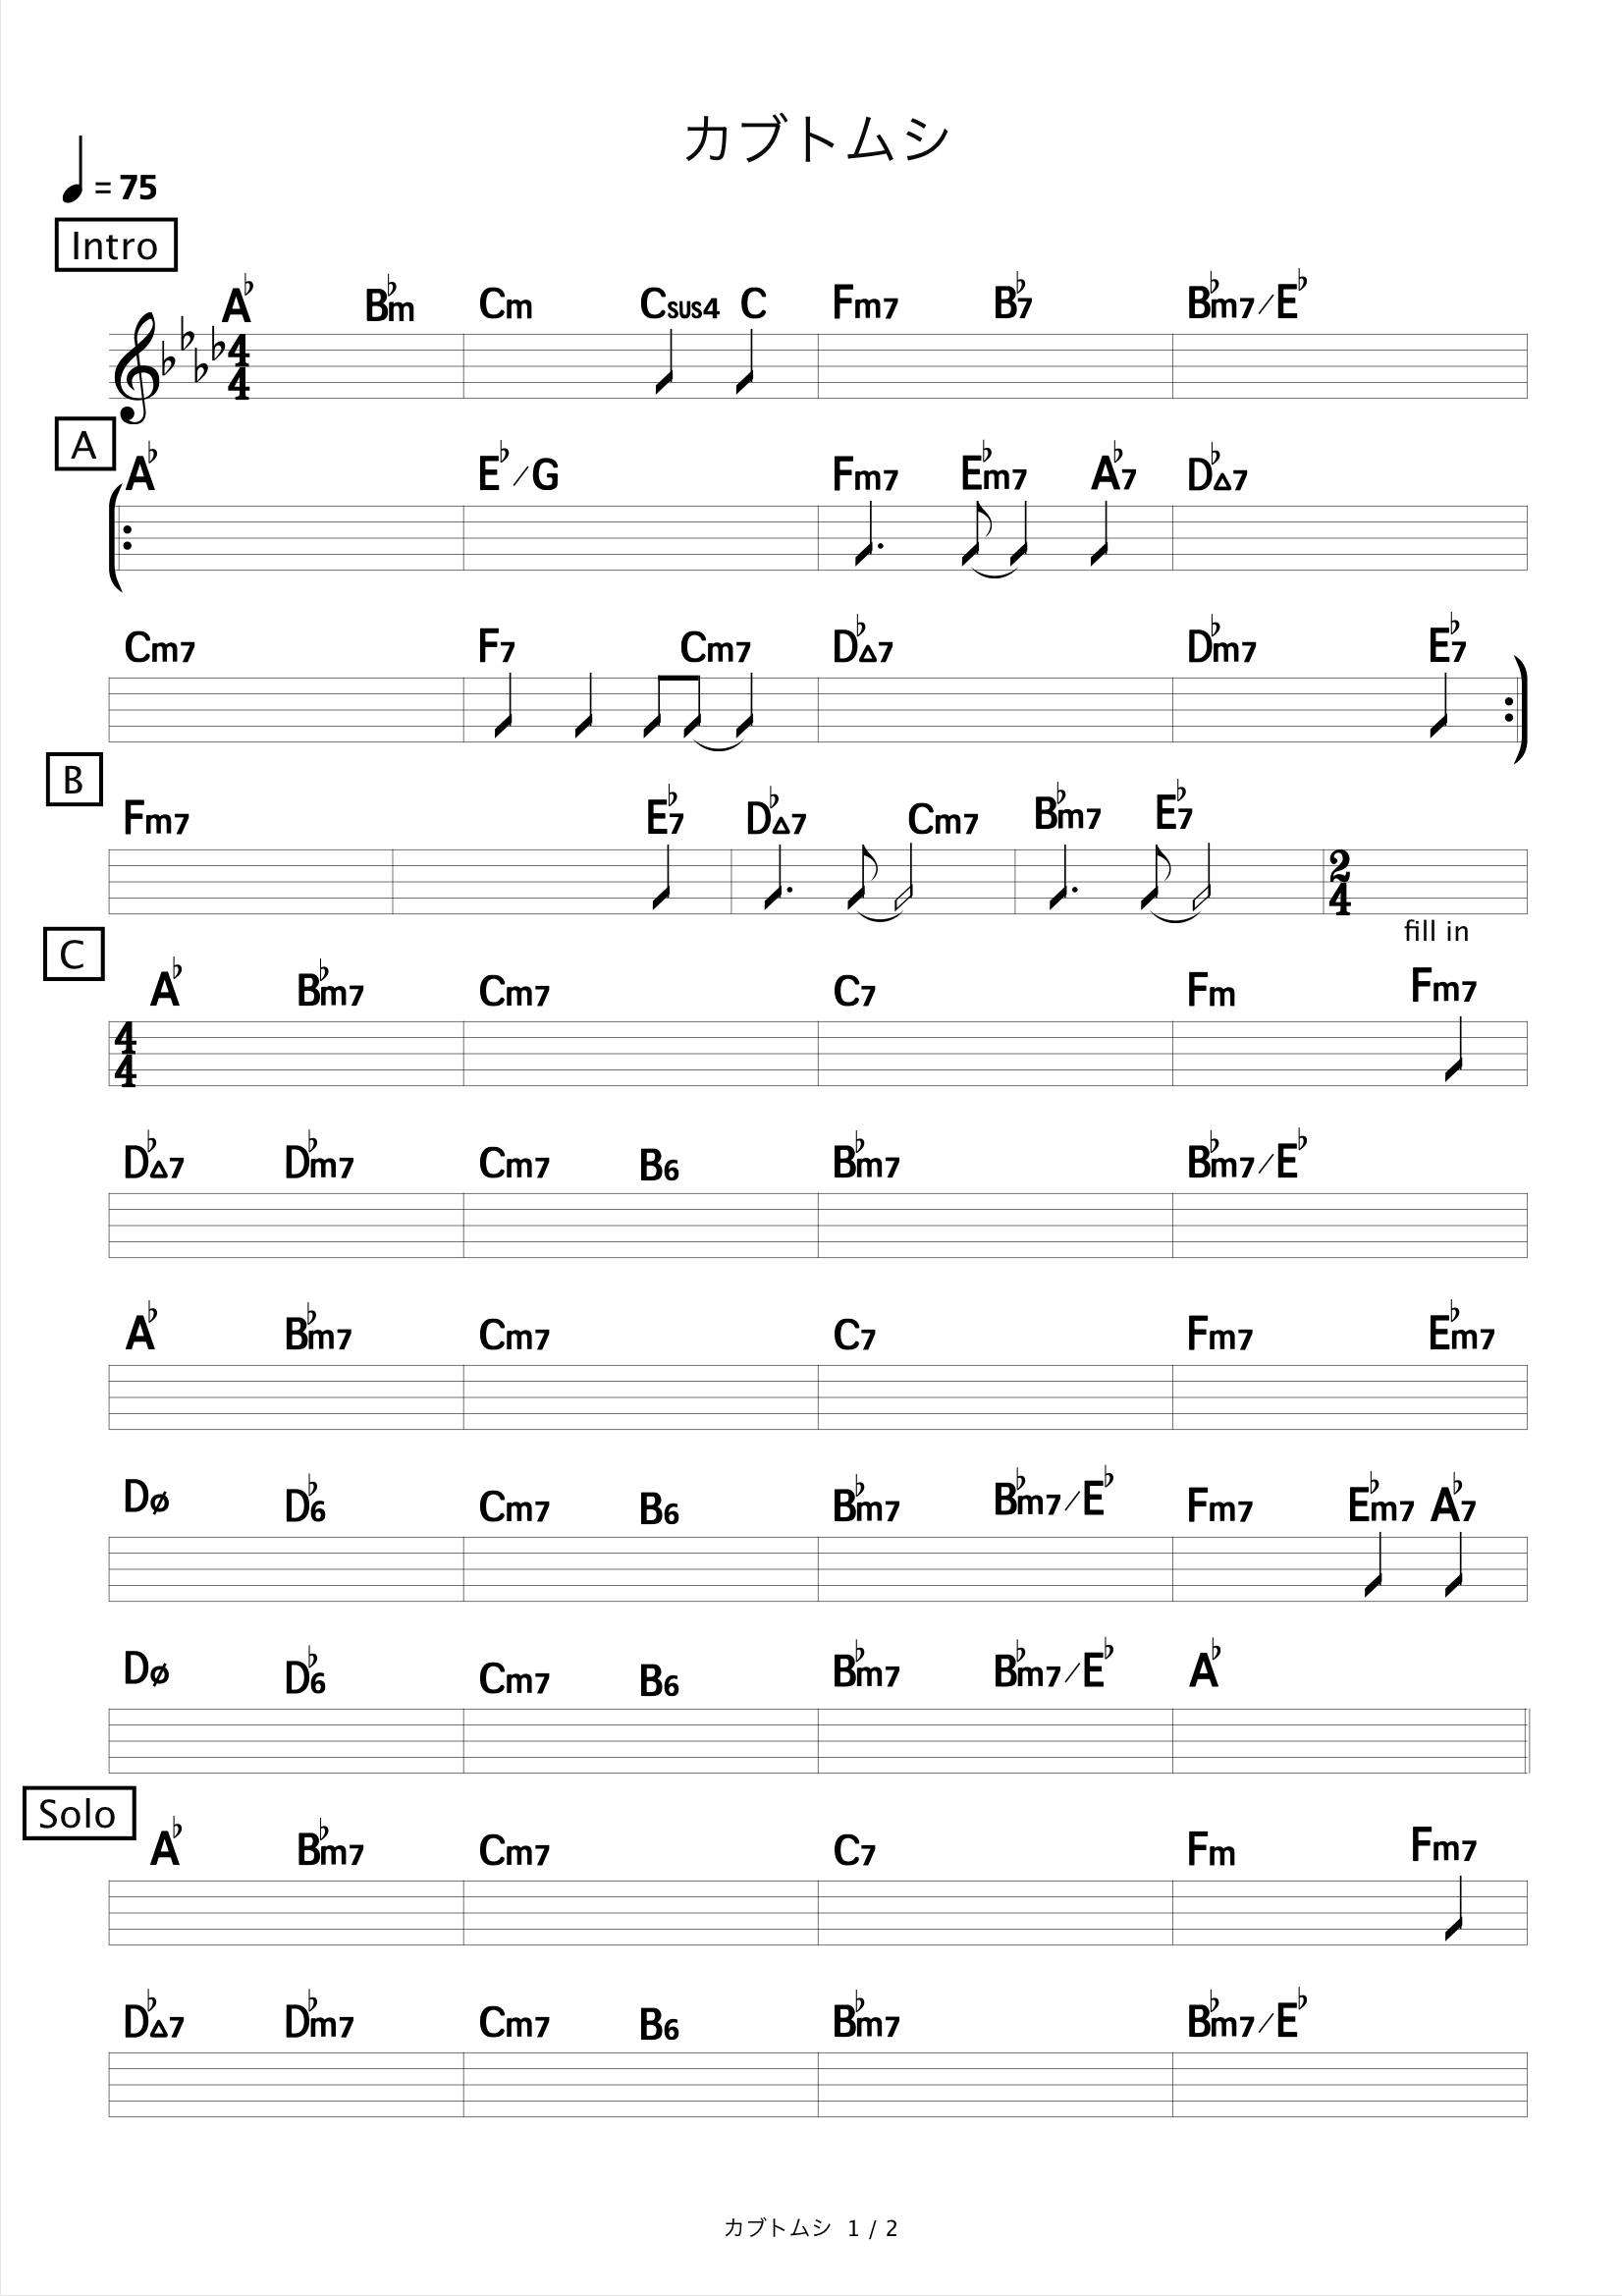 カブトムシ
♩ = 75
Intro
A♭ B♭m Cm Csus4 C Fm7 B♭7 B♭m7/E♭
4/4
A
A♭ E♭/G Fm7 E♭m7 A♭7 D♭△7
Cm7 F7 Cm7 D♭△7 D♭m7 E♭7
B
Fm7 E♭7 D♭△7 Cm7 B♭m7 E♭7
2/4
fill in
C
A♭ B♭m7 Cm7 C7 Fm Fm7
4/4
D♭△7 D♭m7 Cm7 B6 B♭m7 B♭m7/E♭
A♭ B♭m7 Cm7 C7 Fm7 E♭m7
Dø D♭6 Cm7 B6 B♭m7 B♭m7/E♭ Fm7 E♭m7 A♭7
Dø D♭6 Cm7 B6 B♭m7 B♭m7/E♭ A♭
Solo
A♭ B♭m7 Cm7 C7 Fm Fm7
D♭△7 D♭m7 Cm7 B6 B♭m7 B♭m7/E♭
カブトムシ 1 / 2